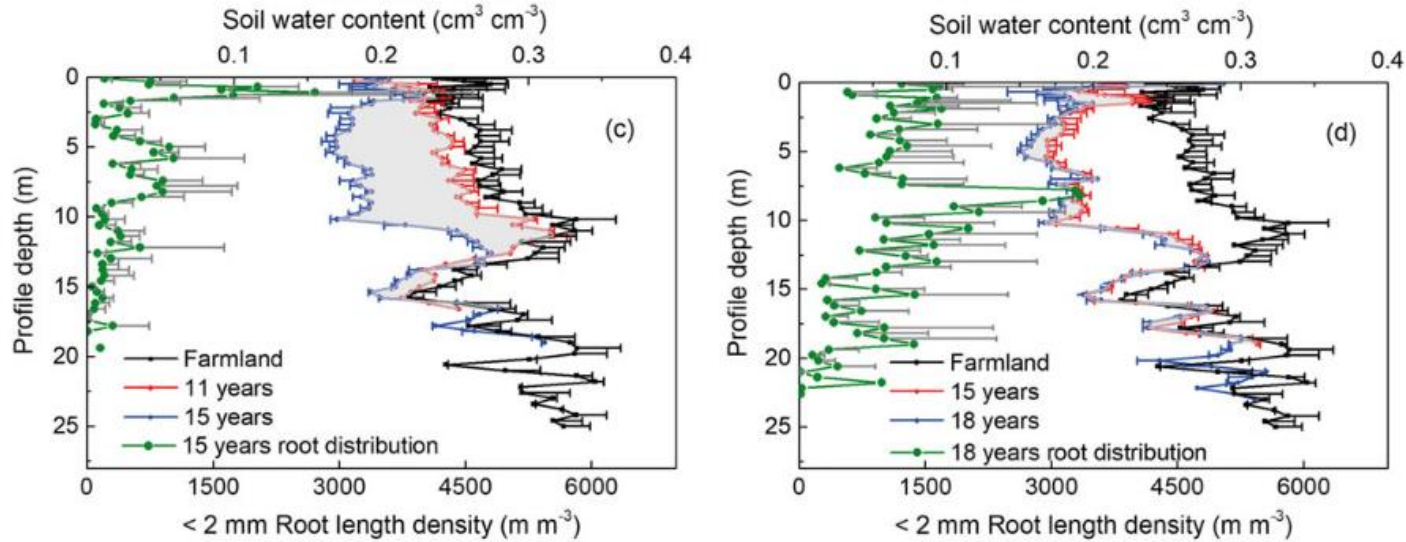 Soil water content (cm³ cm⁻³)
0.1 0.2 0.3 0.4
0
5
10
15
20
25
Profile depth (m)
(c)
Farmland
11 years
15 years
15 years root distribution
0 1500 3000 4500 6000
< 2 mm Root length density (m m⁻³)
Soil water content (cm³ cm⁻³)
0.1 0.2 0.3 0.4
0
5
10
15
20
25
Profile depth (m)
(d)
Farmland
15 years
18 years
18 years root distribution
0 1500 3000 4500 6000
< 2 mm Root length density (m m⁻³)